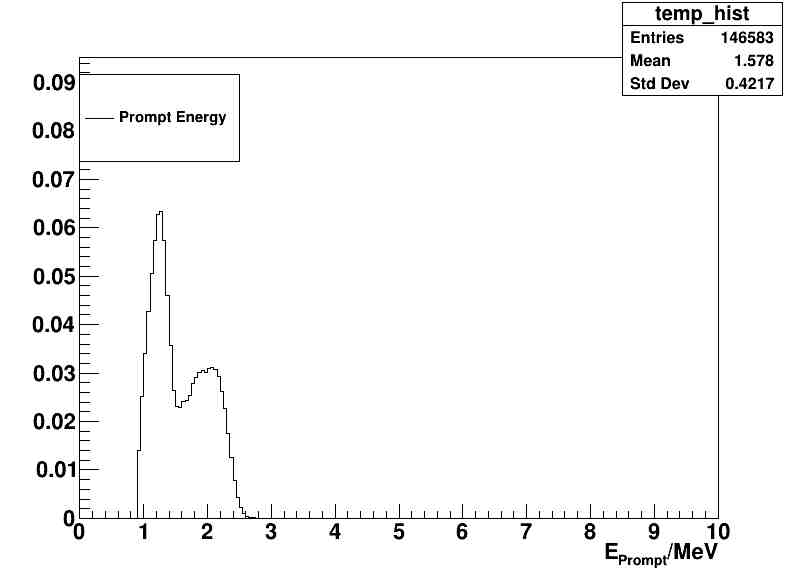 temp_hist
Entries 146583
Mean 1.578
Std Dev 0.4217
Prompt Energy
0.09
0.08
0.07
0.06
0.05
0.04
0.03
0.02
0.01
0
0 1 2 3 4 5 6 7 8 9 10
E_Prompt/MeV